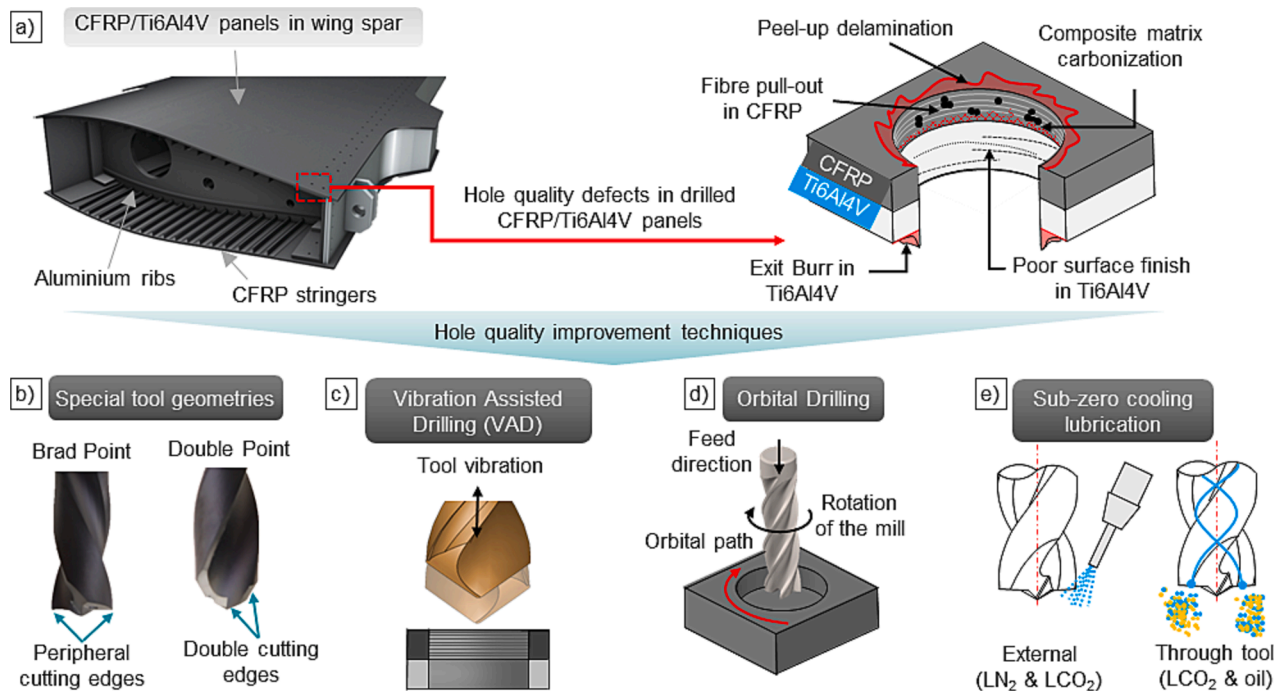 a)
CFRP/Ti6Al4V panels in wing spar
Aluminium ribs
CFRP stringers
Hole quality defects in drilled
CFRP/Ti6Al4V panels
Peel-up delamination
Composite matrix
carbonization
Fibre pull-out
in CFRP
CFRP
Ti6Al4V
Exit Burr in
Ti6Al4V
Poor surface finish
in Ti6Al4V
Hole quality improvement techniques
b)
Special tool geometries
Brad Point
Double Point
Peripheral
cutting edges
Double cutting
edges
c)
Vibration Assisted
Drilling (VAD)
Tool vibration
d)
Orbital Drilling
Feed
direction
Rotation
of the mill
Orbital path
e)
Sub-zero cooling
lubrication
External
(LN₂ & LCO₂)
Through tool
(LCO₂ & oil)